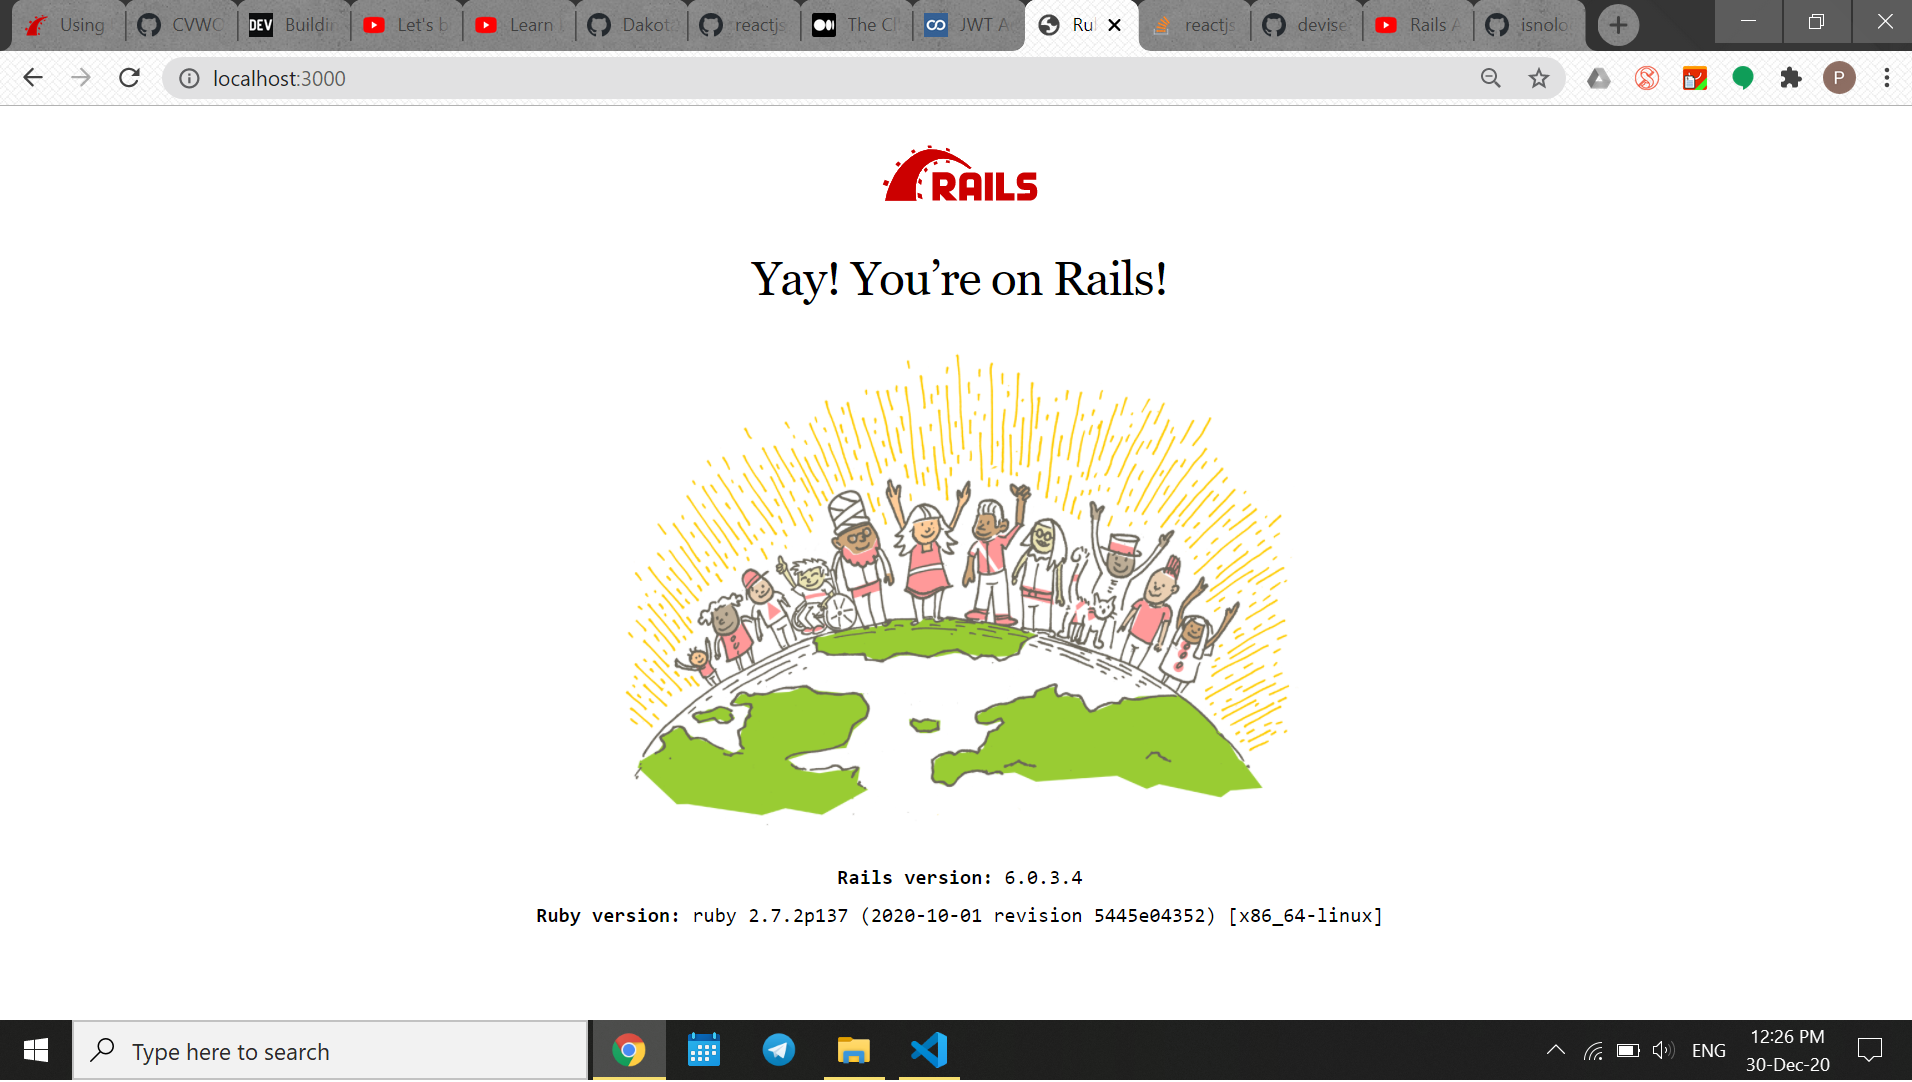 Using
CVWO
DEV
Buildin
Let's b
Learn
Dakot
reactjs
The Cl
JWT A
Rul
reactjs
devise
Rails A
isnolo
localhost:3000
P
RAILS
Yay! You’re on Rails!
Rails version: 6.0.3.4
Ruby version: ruby 2.7.2p137 (2020-10-01 revision 5445e04352) [x86_64-linux]
Type here to search
ENG
12:26 PM
30-Dec-20